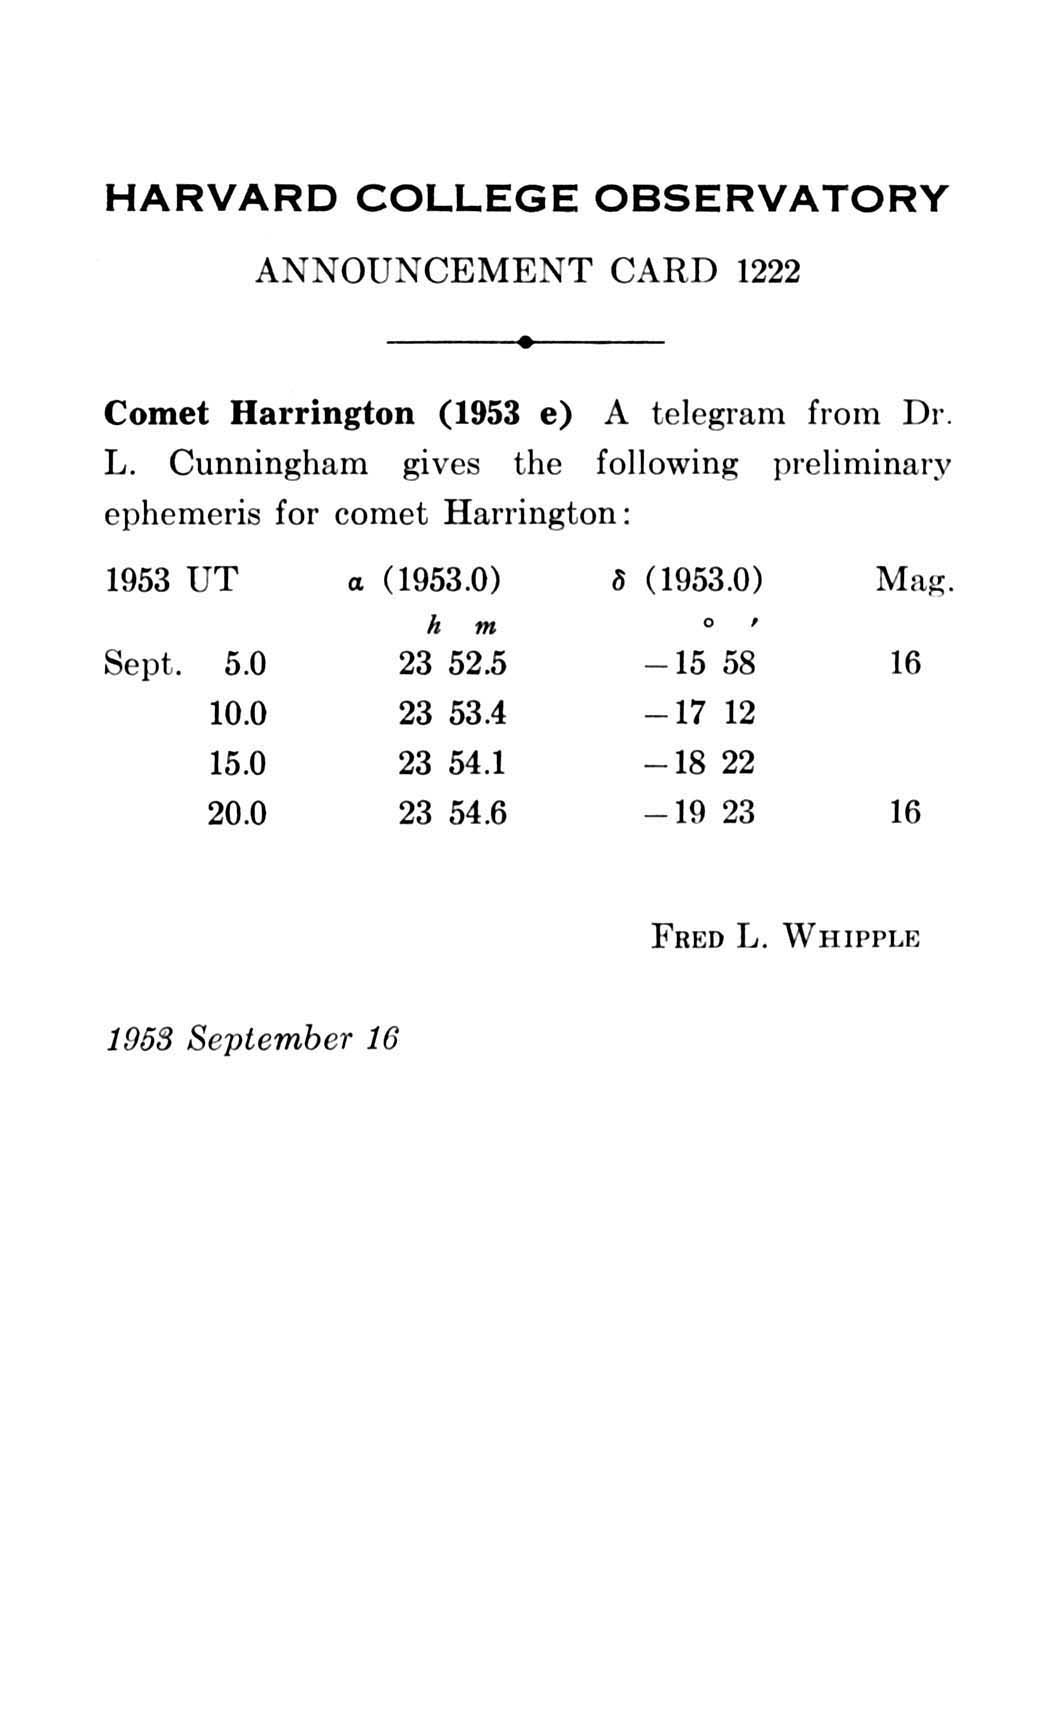 HARVARD COLLEGE OBSERVATORY
ANNOUNCEMENT CARD 1222
Comet Harrington (1953 e) A telegram from Dr.
L. Cunningham gives the following preliminary
ephemeris for comet Harrington:
1953 UT α (1953.0) δ (1953.0) Mag.
h m ° ′
Sept. 5.0 23 52.5 –15 58 16
10.0 23 53.4 –17 12
15.0 23 54.1 –18 22
20.0 23 54.6 –19 23 16
FRED L. WHIPPLE
1953 September 16